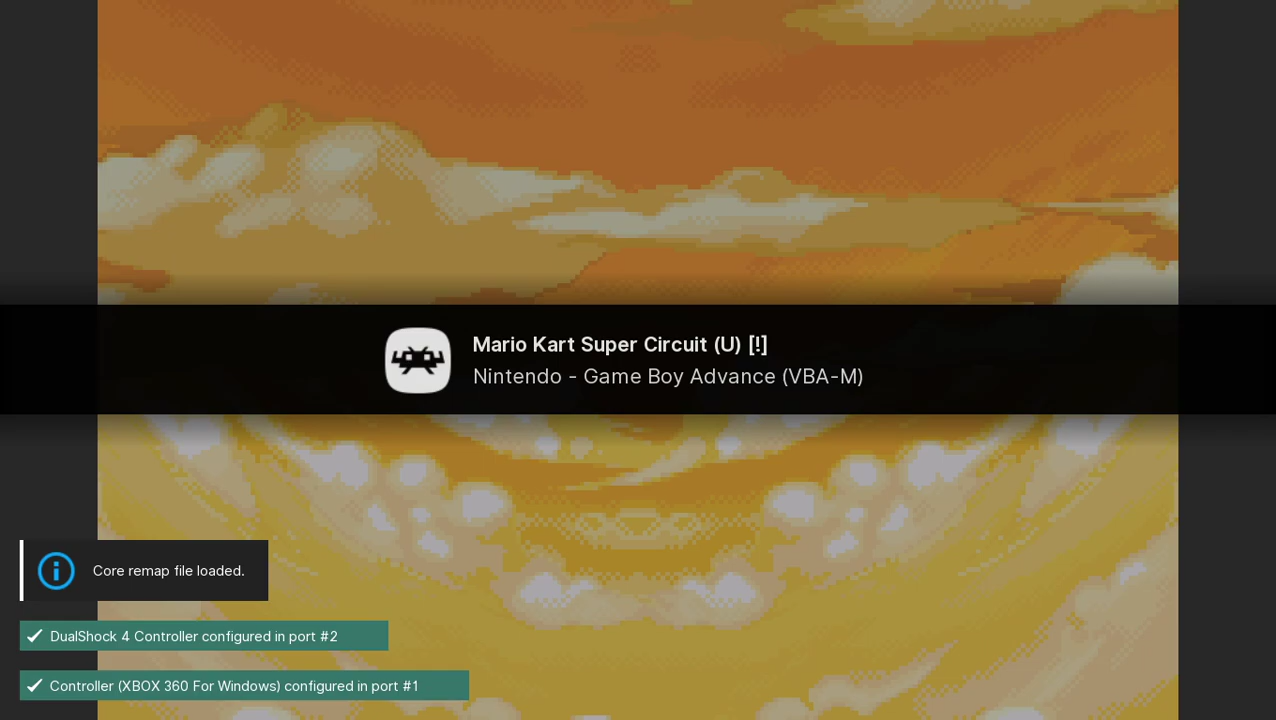 Mario Kart Super Circuit (U) [!]
Nintendo - Game Boy Advance (VBA-M)
Core remap file loaded.
DualShock 4 Controller configured in port #2
Controller (XBOX 360 For Windows) configured in port #1